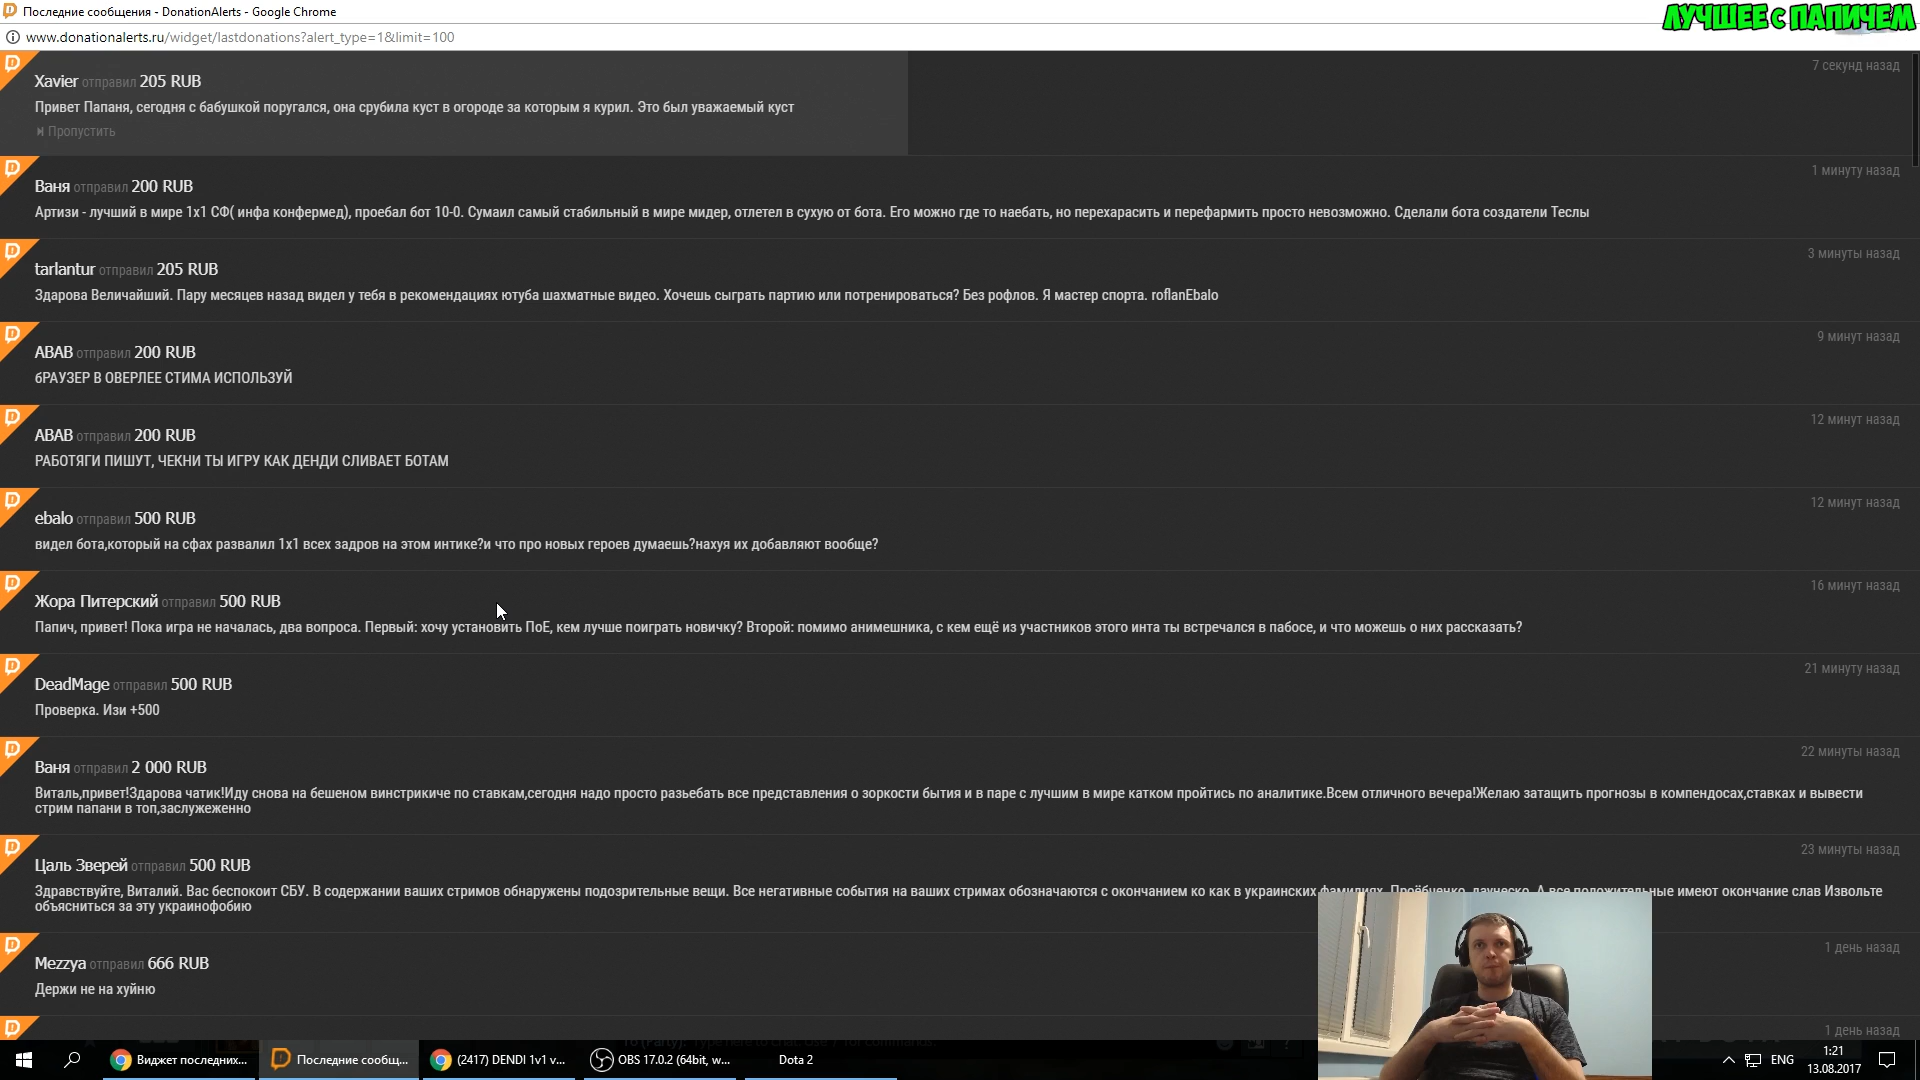 Последние сообщения - DonationAlerts - Google Chrome
ЛУЧШЕЕ с ПАПИЧЕМ
www.donationalerts.ru/widget/lastdonations?alert_type=1&limit=100
7 секунд назад
Xavier отправил 205 RUB
Привет Папаня, сегодня с бабушкой поругался, она срубила куст в огороде за которым я курил. Это был уважаемый куст
Пропустить
1 минуту назад
Ваня отправил 200 RUB
Артизи - лучший в мире 1х1 СФ( инфа конфермед), проебал бот 10-0. Сумаил самый стабильный в мире мидер, отлетел в сухую от бота. Его можно где то наебать, но перехарасить и перефармить просто невозможно. Сделали бота создатели Теслы
3 минуты назад
tarlantur отправил 205 RUB
Здарова Величайший. Пару месяцев назад видел у тебя в рекомендациях ютуба шахматные видео. Хочешь сыграть партию или потренироваться? Без рофлов. Я мастер спорта. roflanEbalo
9 минут назад
ABAB отправил 200 RUB
бРАУЗЕР В ОВЕРЛЕЕ СТИМА ИСПОЛЬЗУЙ
12 минут назад
ABAB отправил 200 RUB
РАБОТЯГИ ПИШУТ, ЧЕКНИ ТЫ ИГРУ КАК ДЕНДИ СЛИВАЕТ БОТАМ
12 минут назад
ebalo отправил 500 RUB
видел бота,который на сфах развалил 1х1 всех задров на этом интике?и что про новых героев думаешь?нахуя их добавляют вообще?
16 минут назад
Жора Питерский отправил 500 RUB
Папич, привет! Пока игра не началась, два вопроса. Первый: хочу установить ПоЕ, кем лучше поиграть новичку? Второй: помимо анимешника, с кем ещё из участников этого инта ты встречался в пабосе, и что можешь о них рассказать?
21 минуту назад
DeadMage отправил 500 RUB
Проверка. Изи +500
22 минуты назад
Ваня отправил 2 000 RUB
Виталь,привет!Здарова чатик!Иду снова на бешеном винстрикиче по ставкам,сегодня надо просто разьебать все представления о зоркости бытия и в паре с лучшим в мире катком пройтись по аналитике.Всем отличного вечера!Желаю затащить прогнозы в компендосах,ставках и вывести
стрим папани в топ,заслужеженно
23 минуты назад
Цаль Зверей отправил 500 RUB
Здравствуйте, Виталий. Вас беспокоит СБУ. В содержании ваших стримов обнаружены подозрительные вещи. Все негативные события на ваших стримах обозначаются с окончанием ко как в украинских фамилиях. Проёбченко, даунеско. А все положительные имеют окончание слав Извольте
объясниться за эту украинофобию
1 день назад
Mezzya отправил 666 RUB
Держи не на хуйню
1 день назад
Виджет последних...
Последние сообщ...
(2417) DENDI 1v1 v...
OBS 17.0.2 (64bit, w...
Dota 2
ENG
1:21
13.08.2017